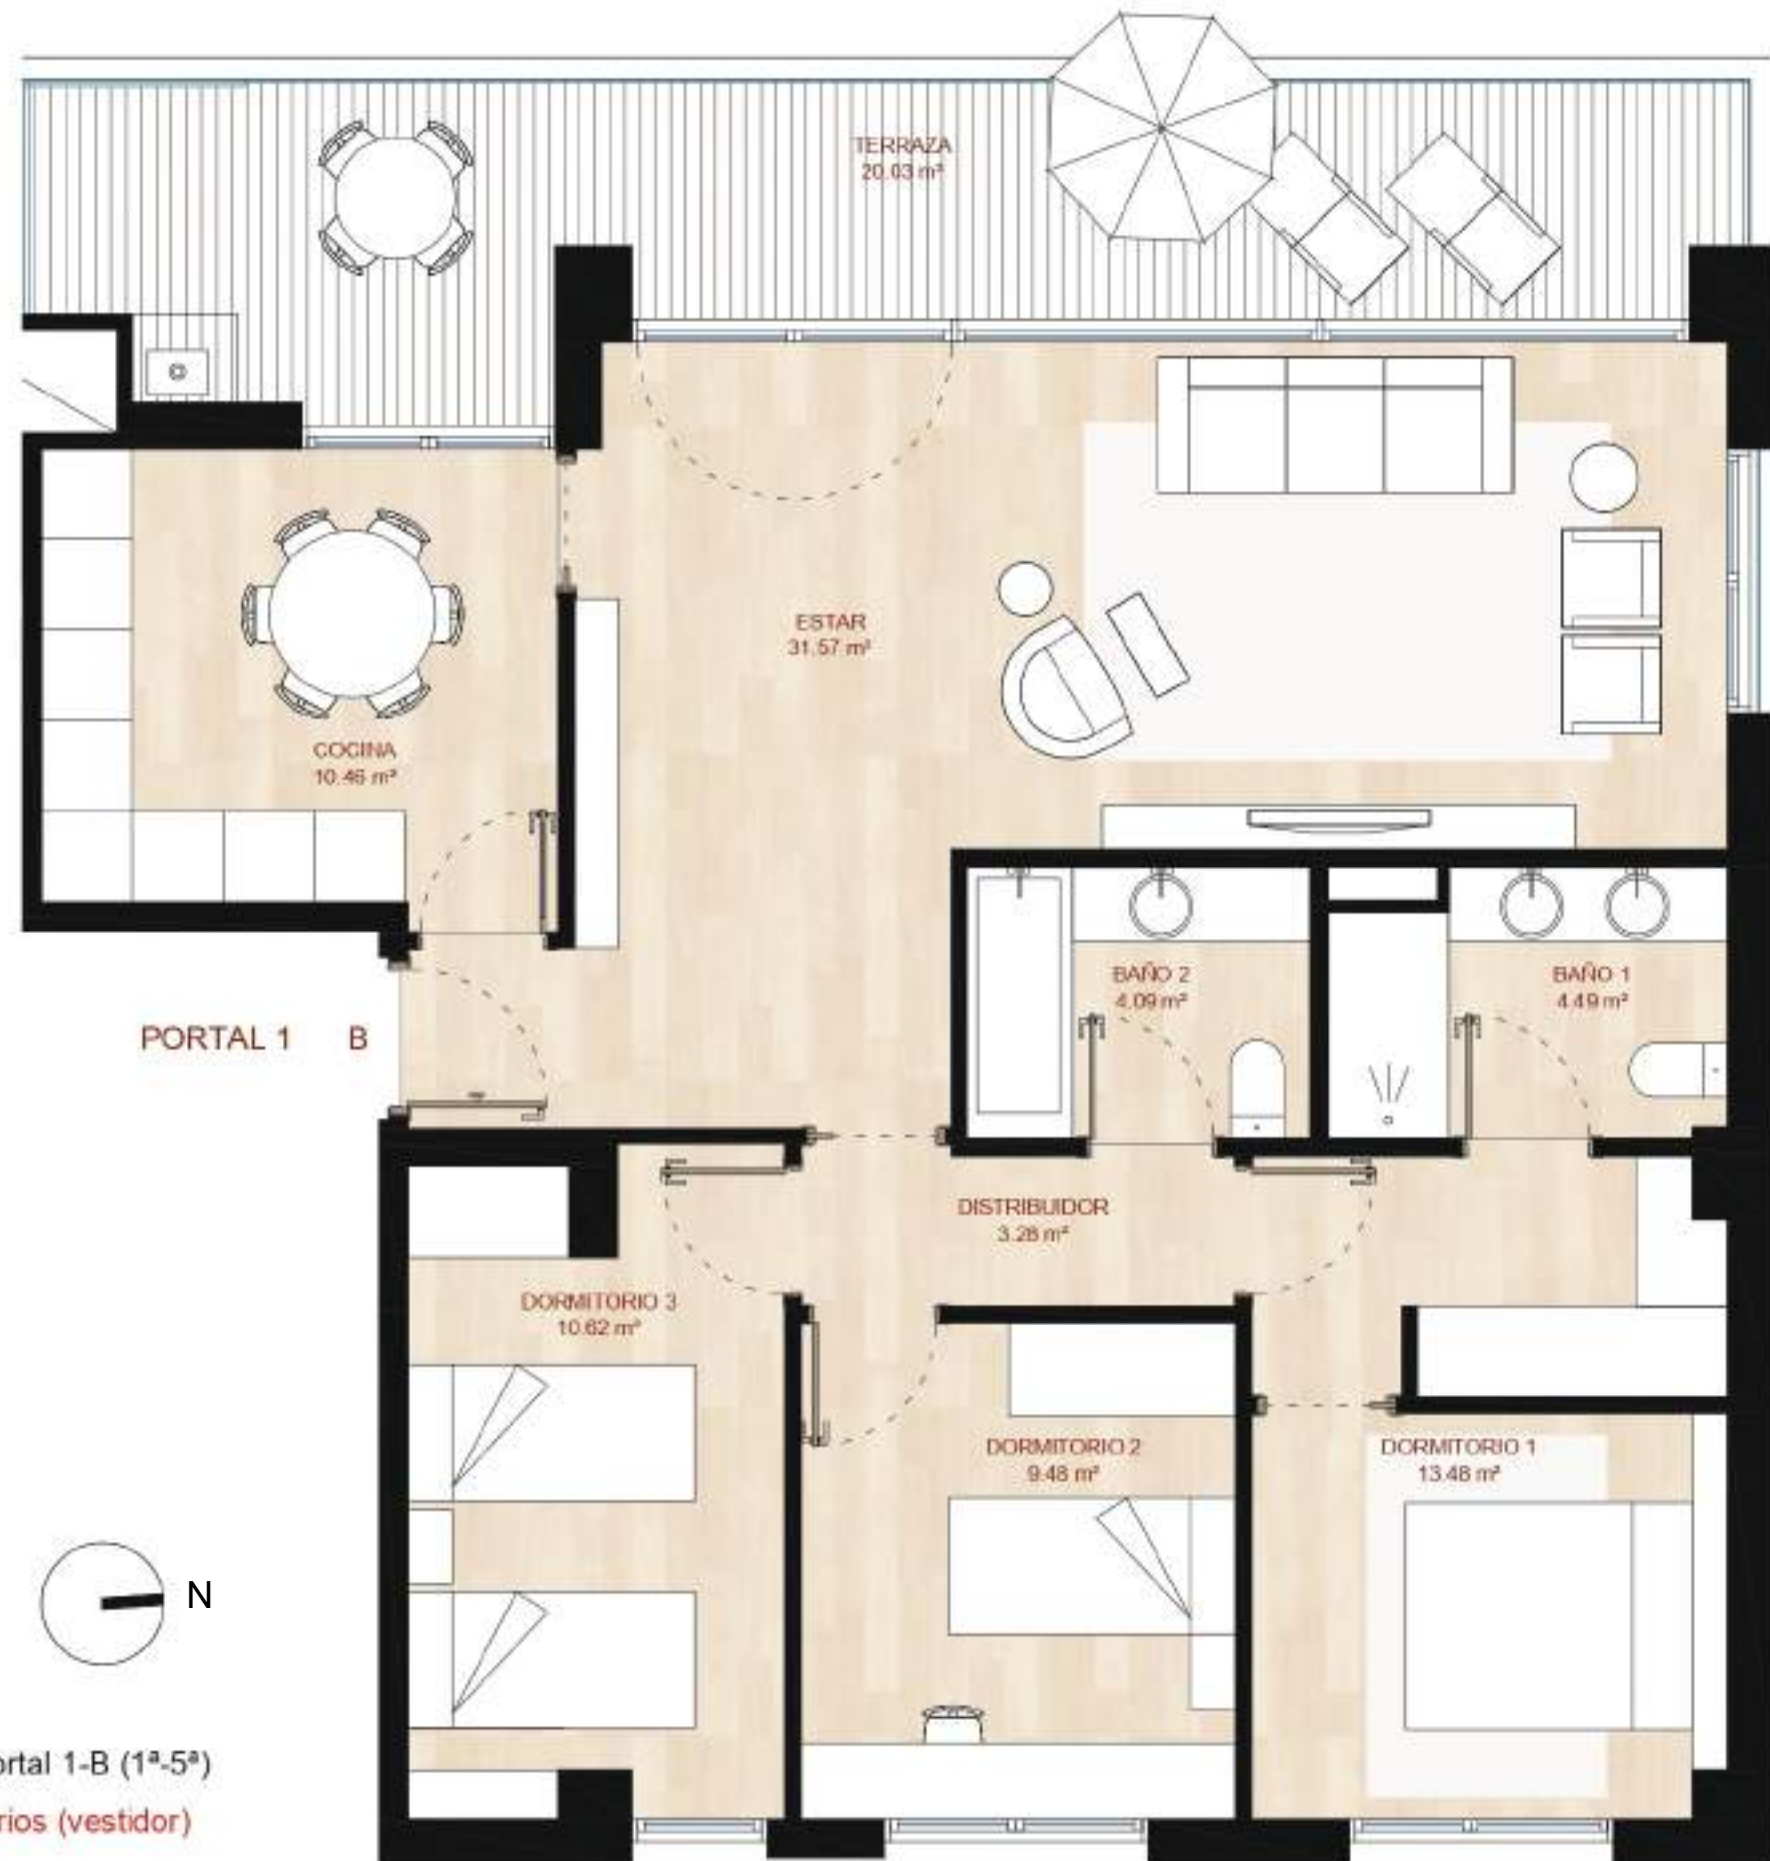 TERRAZA
20.03 m²
ESTAR
31.57 m²
COCINA
10.46 m²
BAÑO 2
4.09 m²
BAÑO 1
4.49 m²
PORTAL 1 B
DISTRIBUIDOR
3.28 m²
DORMITORIO 3
10.62 m²
DORMITORIO 2
9.48 m²
DORMITORIO 1
13.48 m²
N
ortal 1-B (1ª-5ª)
rios (vestidor)